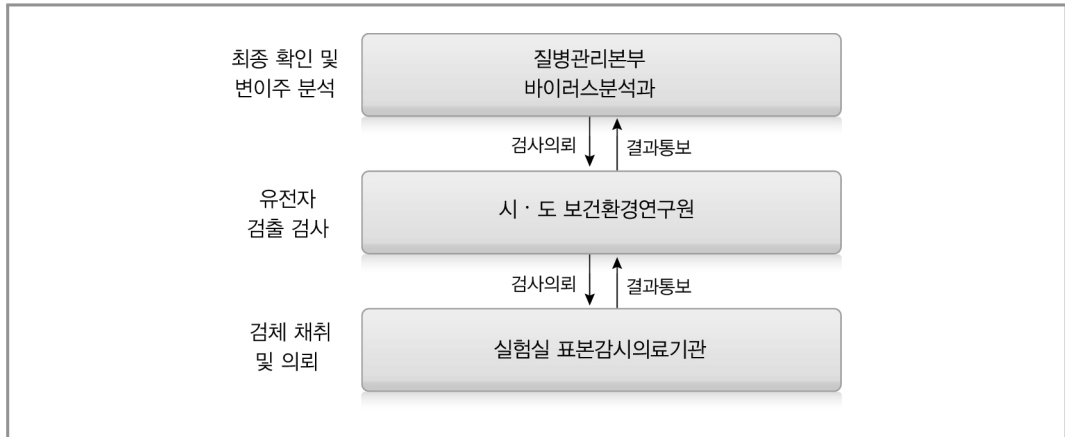 최종 확인 및
변이주 분석
질병관리본부
바이러스분석과
검사의뢰
결과통보
유전자
검출 검사
시 · 도 보건환경연구원
검사의뢰
결과통보
검체 채취
및 의뢰
실험실 표본감시의료기관